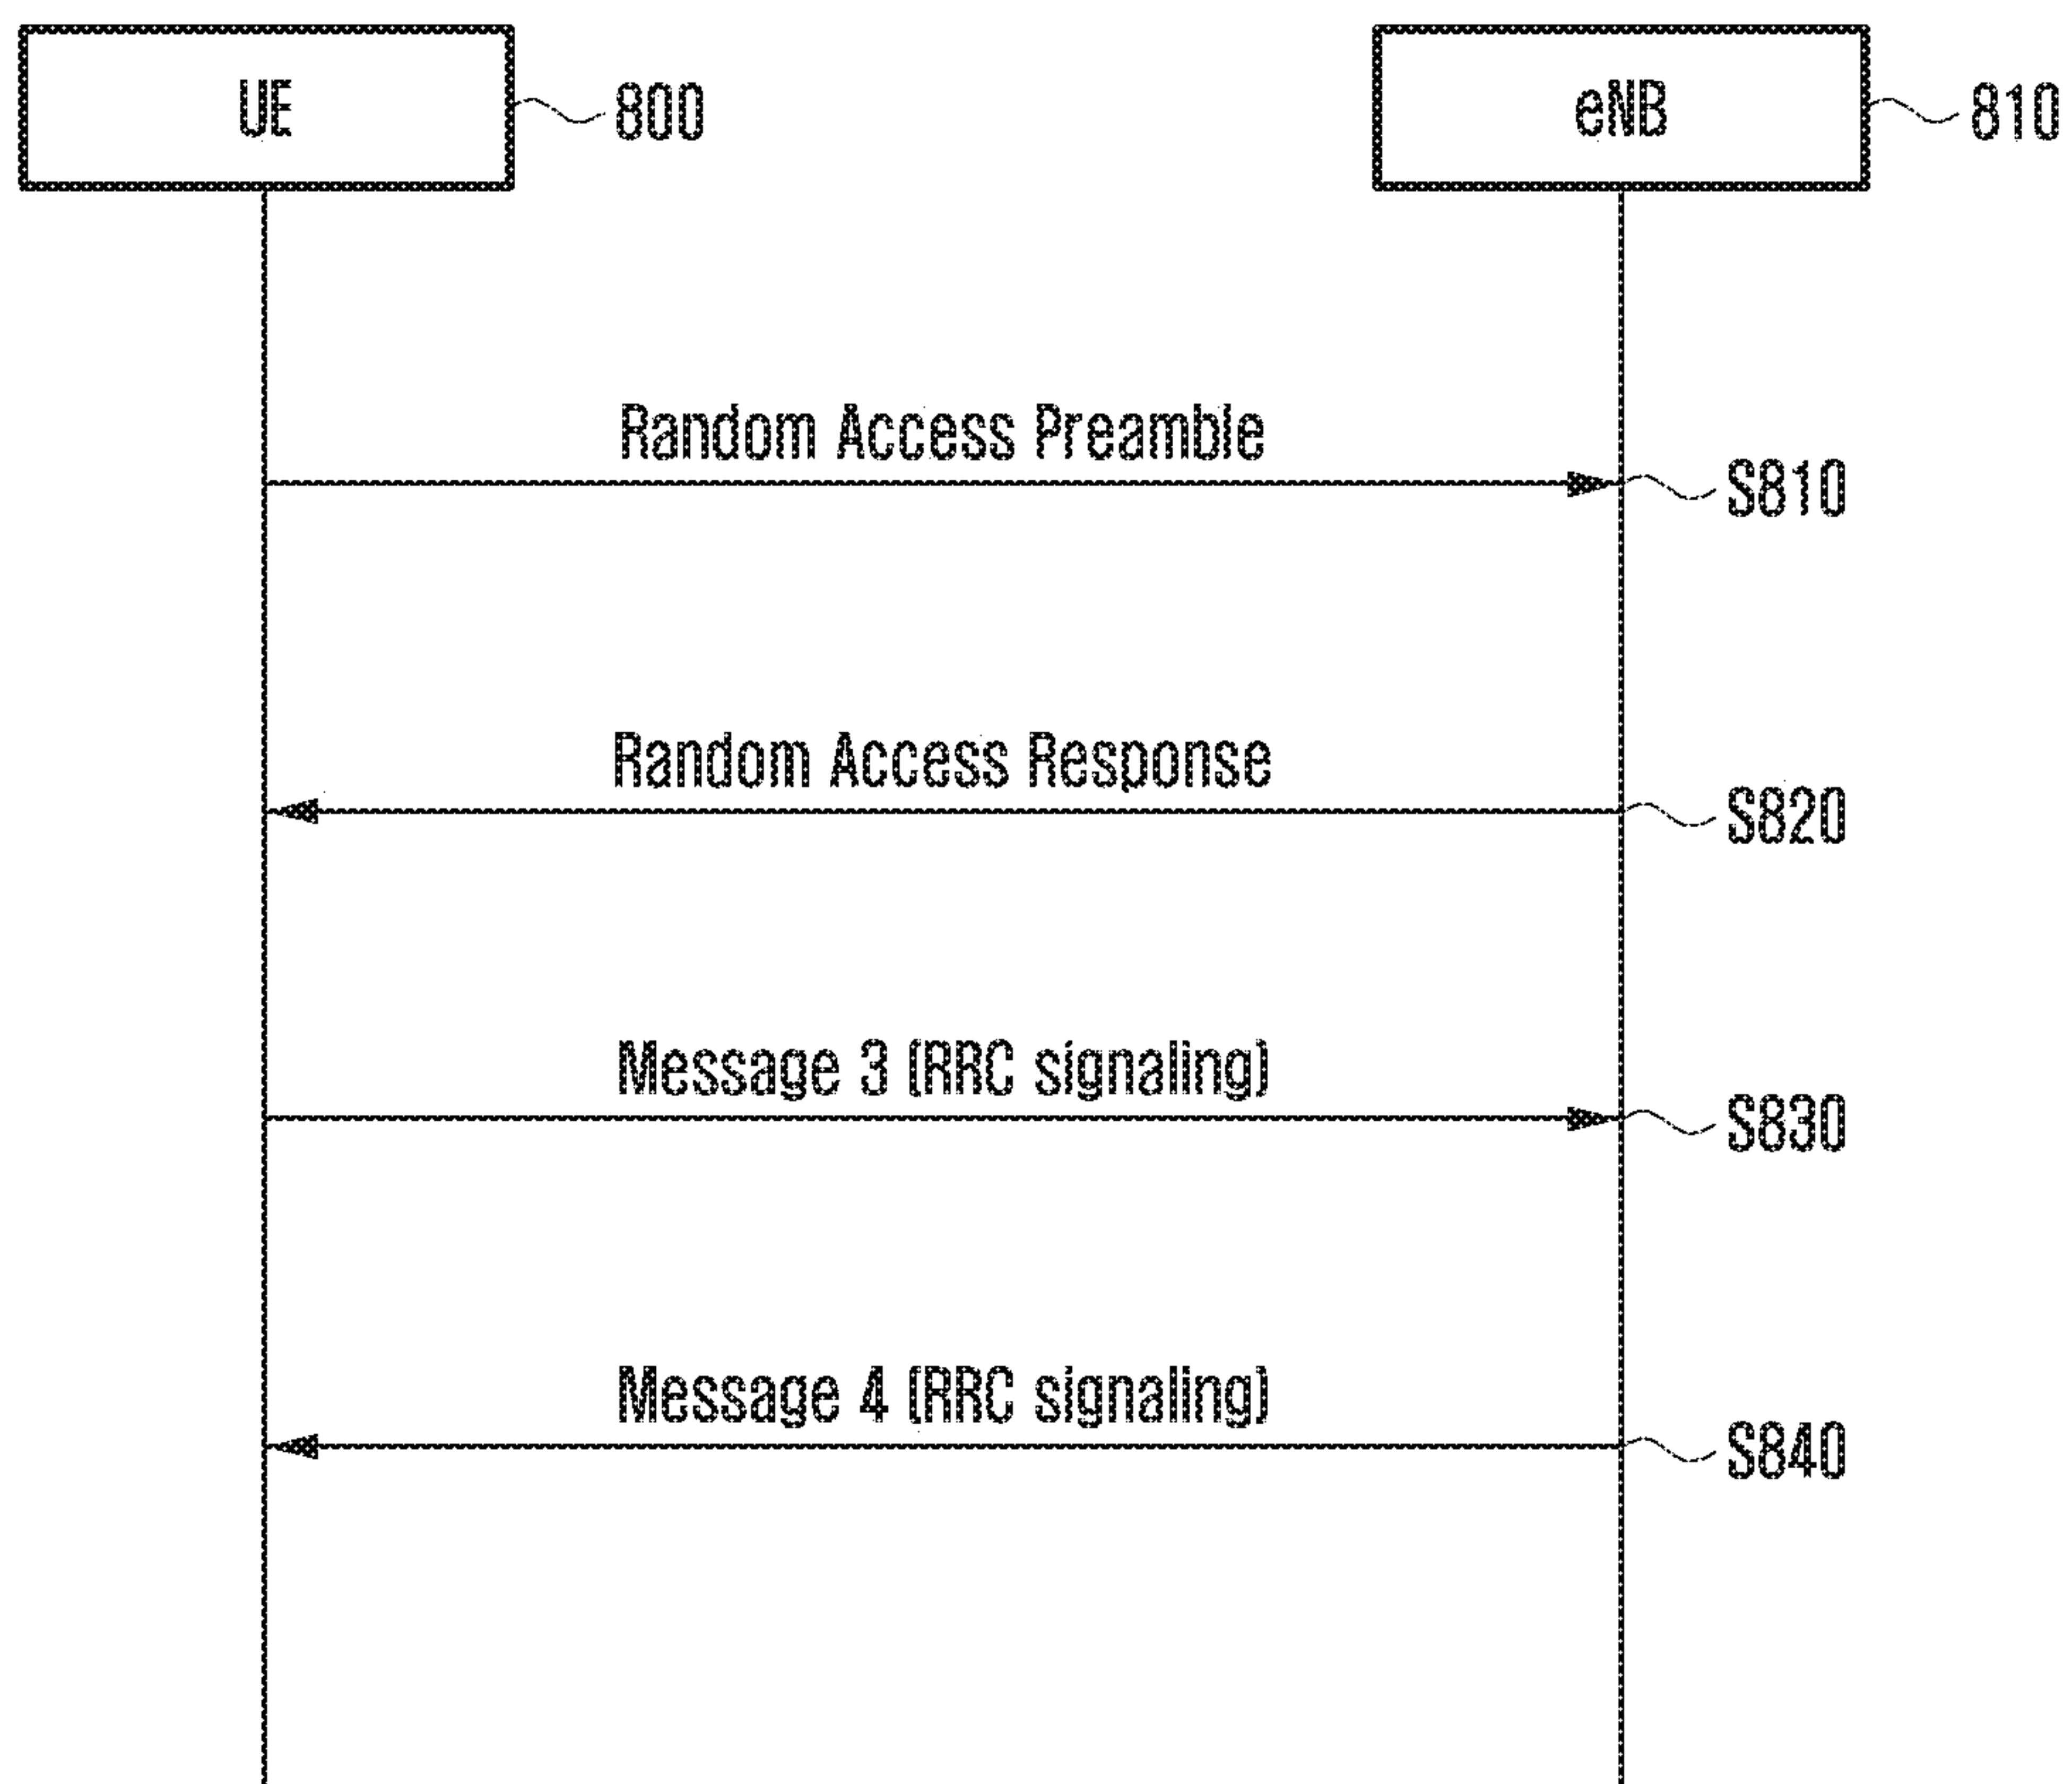 UE 800 eNB 810
Random Access Preamble
S810
Random Access Response
S820
Message 3 (RRC signaling)
S830
Message 4 (RRC signaling)
S840